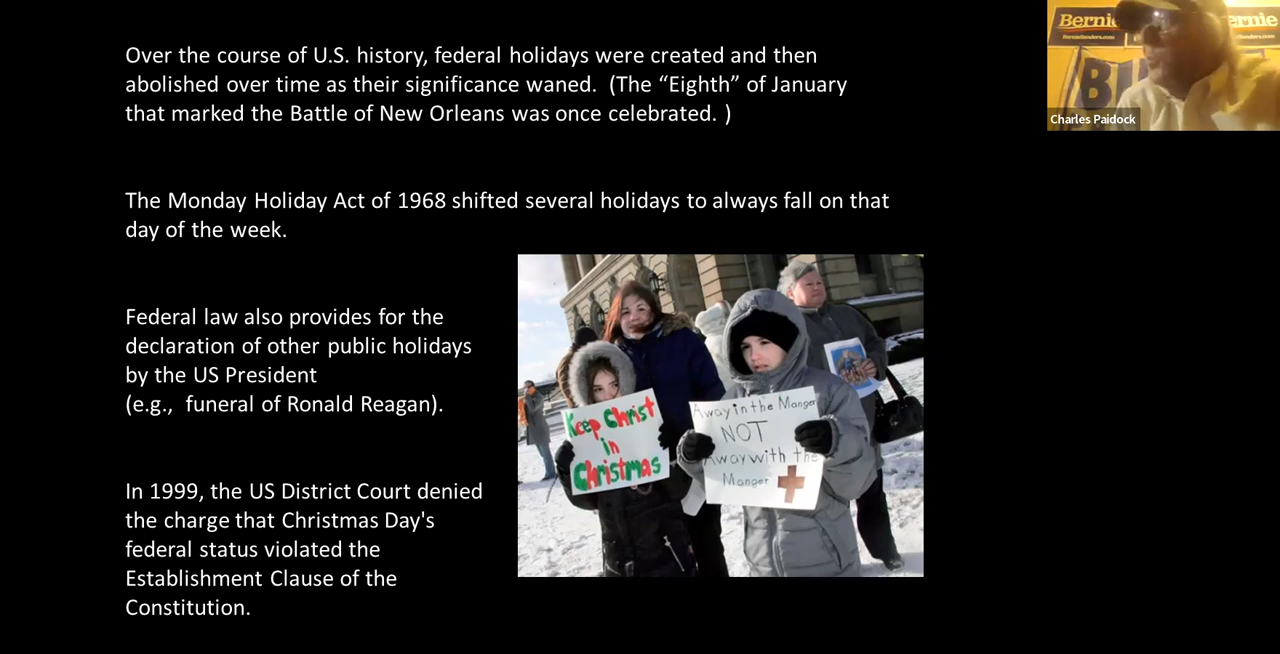 Over the course of U.S. history, federal holidays were created and then
abolished over time as their significance waned.  (The “Eighth” of January
that marked the Battle of New Orleans was once celebrated. )
The Monday Holiday Act of 1968 shifted several holidays to always fall on that
day of the week.
Federal law also provides for the
declaration of other public holidays
by the US President
(e.g.,  funeral of Ronald Reagan).
In 1999, the US District Court denied
the charge that Christmas Day's
federal status violated the
Establishment Clause of the
Constitution.
Keep Christ
in
Christmas
Away in the Manger
NOT
Away with the
Manger
Bernie
Charles Paidock